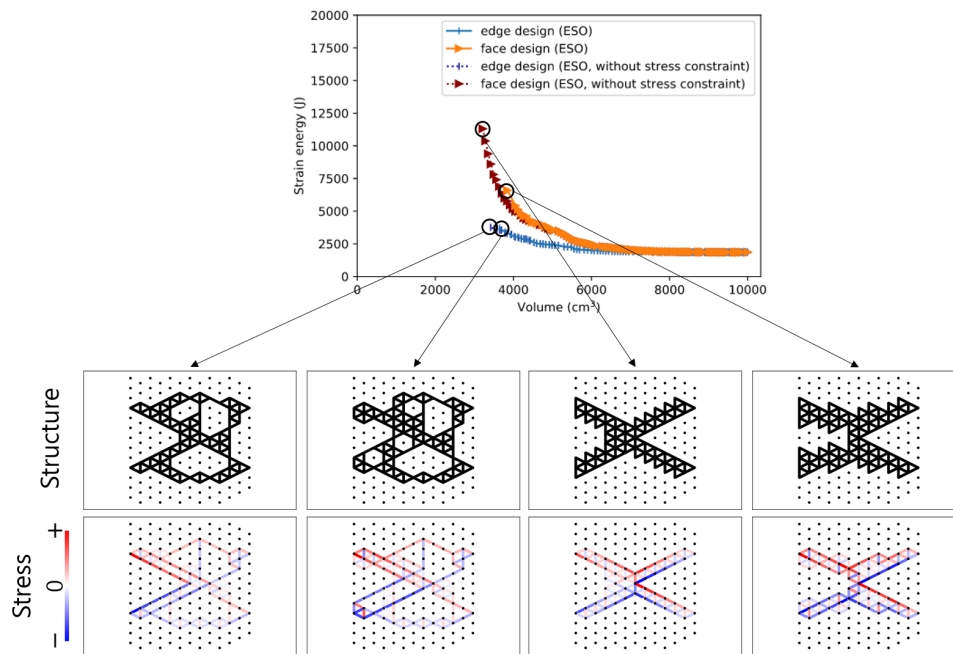 20000
17500
15000
12500
10000
7500
5000
2500
0
Strain energy (J)
edge design (ESO)
face design (ESO)
edge design (ESO, without stress constraint)
face design (ESO, without stress constraint)
0 2000 4000 6000 8000 10000
Volume (cm³)
Structure
Stress
+
0
−